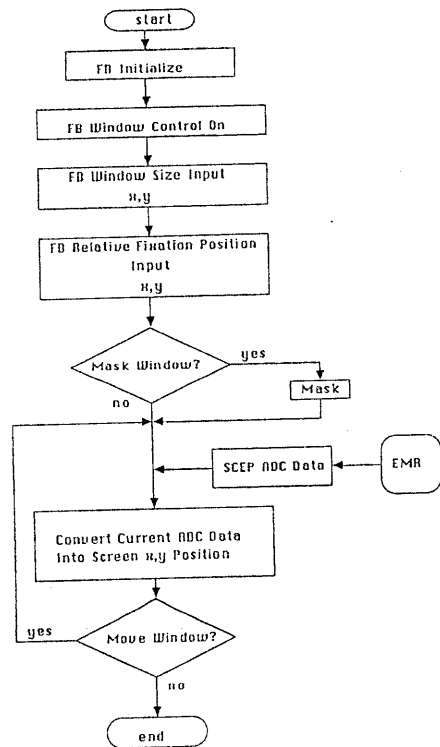 start
FB Initialize
FB Window Control On
FB Window Size Input
x,y
FB Relative Fixation Position
Input
x,y
Mask Window?
yes
Mask
no
SCEP ADC Data
EMR
Convert Current ADC Data
Into Screen x,y Position
yes
Move Window?
no
end